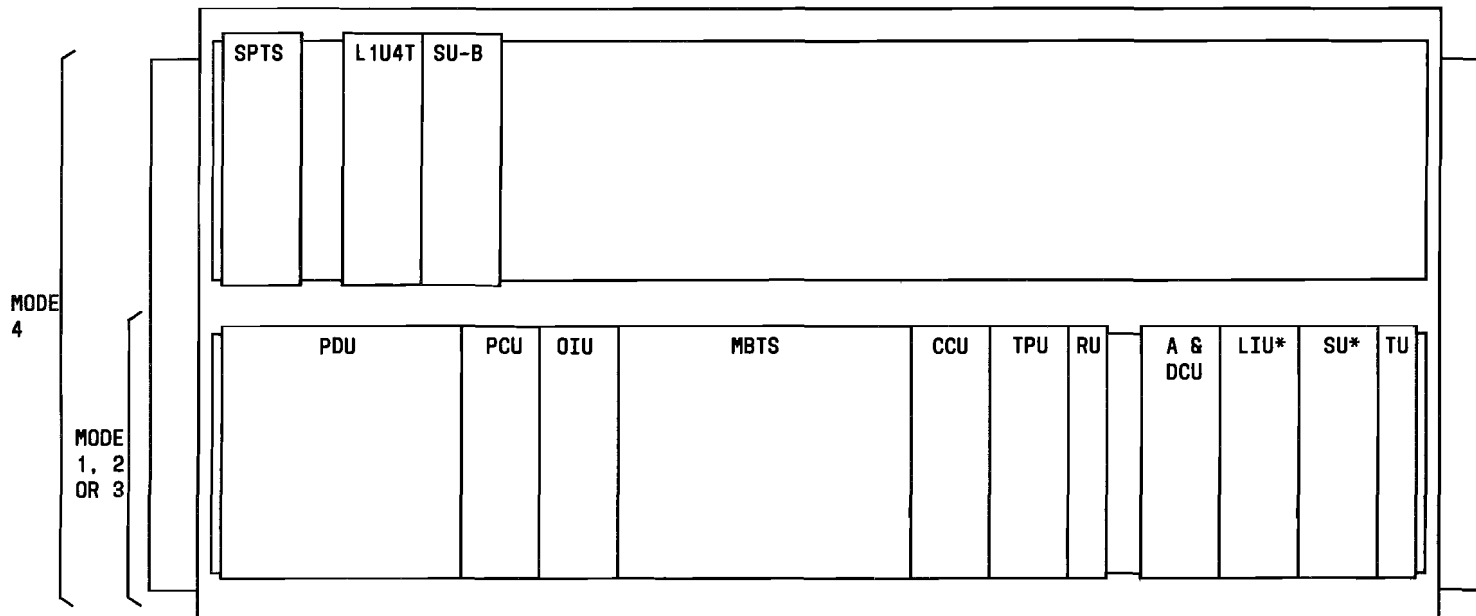 SPTS L1U4T SU-B
MODE
4
PDU PCU OIU MBTS CCU TPU RU A & LIU* SU* TU
DCU
MODE
1, 2
OR 3